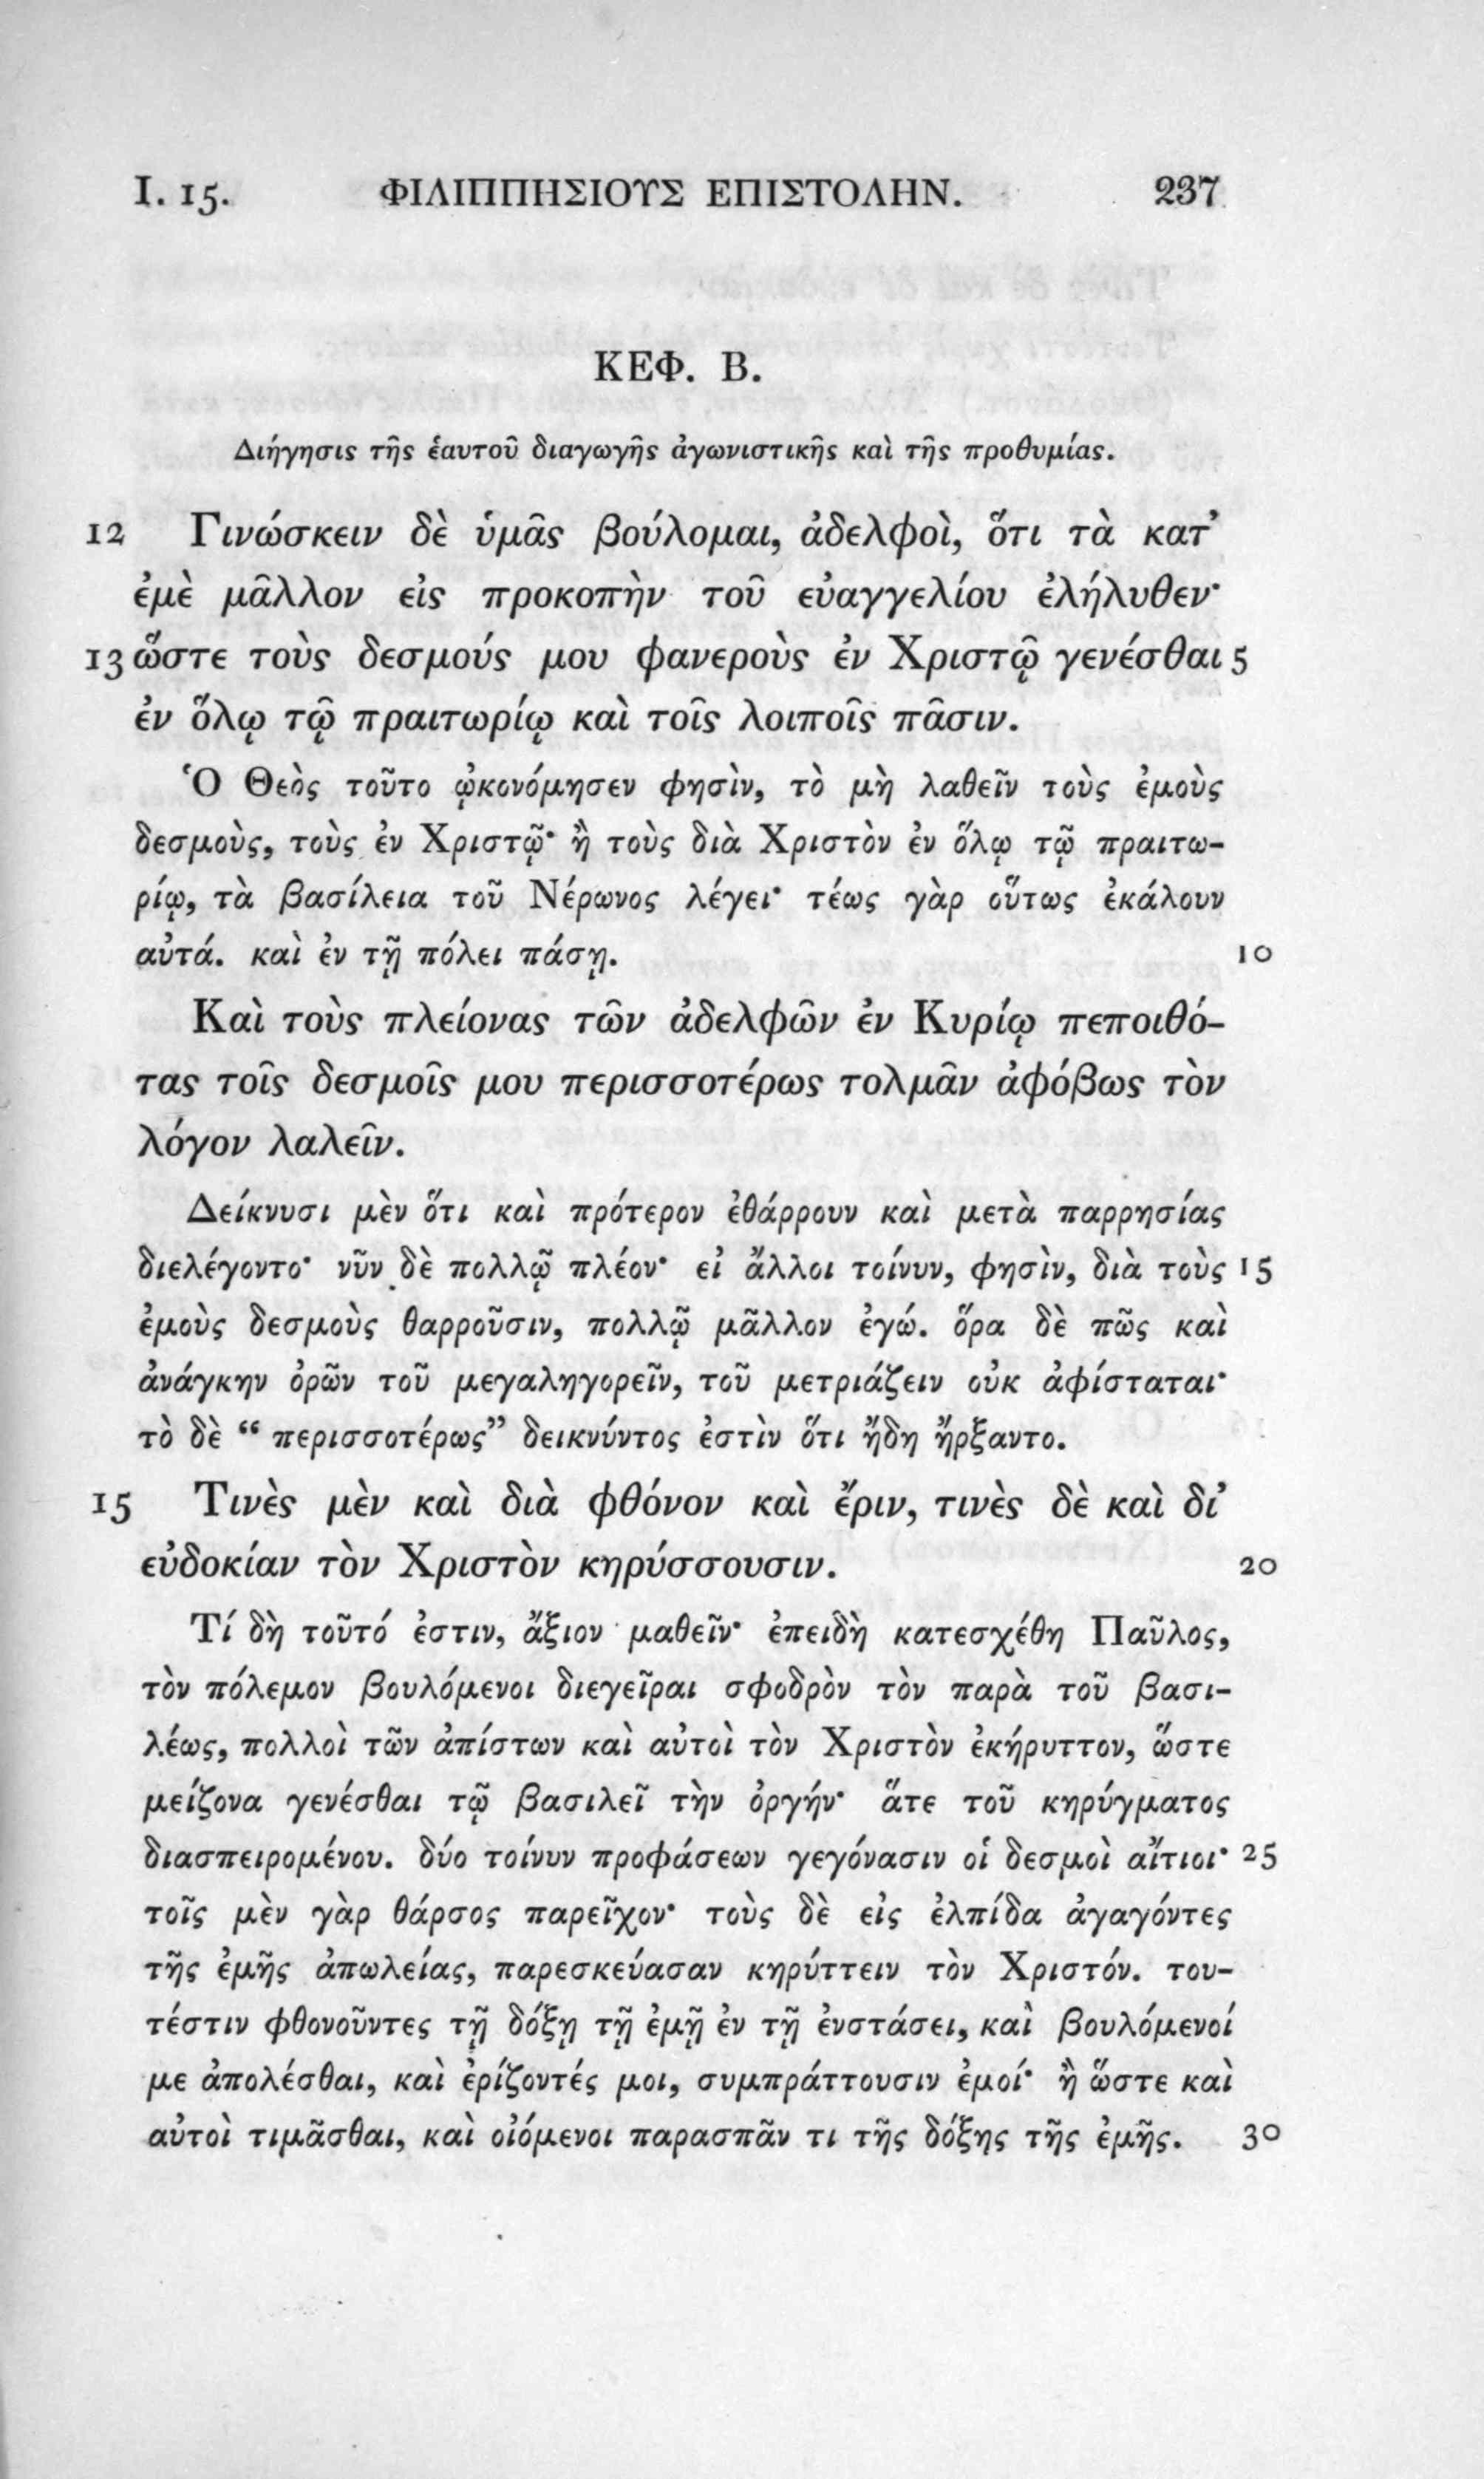 I. 15. ΦΙΛΙΠΠΗΣΙΟΥΣ ΕΠΙΣΤΟΛΗΝ. 237
ΚΕΦ. Β.
Διήγησις τῆς ἑαυτοῦ διαγωγῆς ἀγωνιστικῆς καὶ τῆς προθυμίας.
12 Γινώσκειν δὲ ὑμᾶς βούλομαι, ἀδελφοὶ, ὅτι τὰ κατ’
ἐμὲ μᾶλλον εἰς προκοπὴν τοῦ εὐαγγελίου ἐλήλυθεν·
13 ὥστε τοὺς δεσμούς μου φανεροὺς ἐν Χριστῷ γενέσθαι 5
ἐν ὅλῳ τῷ πραιτωρίῳ καὶ τοῖς λοιποῖς πᾶσιν.
Ὁ Θεὸς τοῦτο ᾠκονόμησεν φησὶν, τὸ μὴ λαθεῖν τοὺς ἐμοὺς
δεσμοὺς, τοὺς ἐν Χριστῷ· ἢ τοὺς διὰ Χριστὸν ἐν ὅλῳ τῷ πραιτω-
ρίῳ, τὰ βασίλεια τοῦ Νέρωνος λέγει· τέως γὰρ οὕτως ἐκάλουν
αὐτά. καὶ ἐν τῇ πόλει πάσῃ. 10
Καὶ τοὺς πλείονας τῶν ἀδελφῶν ἐν Κυρίῳ πεποιθό-
τας τοῖς δεσμοῖς μου περισσοτέρως τολμᾶν ἀφόβως τὸν
λόγον λαλεῖν.
Δείκνυσι μὲν ὅτι καὶ πρότερον ἐθάρρουν καὶ μετὰ παρρησίας
διελέγοντο· νῦν δὲ πολλῷ πλέον· εἰ ἄλλοι τοίνυν, φησὶν, διὰ τοὺς 15
ἐμοὺς δεσμοὺς θαρροῦσιν, πολλῷ μᾶλλον ἐγώ. ὅρα δὲ πῶς καὶ
ἀνάγκην ὁρῶν τοῦ μεγαληγορεῖν, τοῦ μετριάζειν οὐκ ἀφίσταται·
τὸ δὲ “ περισσοτέρως” δεικνύντος ἐστὶν ὅτι ἤδη ἤρξαντο.
15 Τινὲς μὲν καὶ διὰ φθόνον καὶ ἔριν, τινὲς δὲ καὶ δι’
εὐδοκίαν τὸν Χριστὸν κηρύσσουσιν. 20
Τί δὴ τοῦτό ἐστιν, ἄξιον μαθεῖν· ἐπειδὴ κατεσχέθη Παῦλος,
τὸν πόλεμον βουλόμενοι διεγεῖραι σφοδρὸν τὸν παρὰ τοῦ βασι-
λέως, πολλοὶ τῶν ἀπίστων καὶ αὐτοὶ τὸν Χριστὸν ἐκήρυττον, ὥστε
μείζονα γενέσθαι τῷ βασιλεῖ τὴν ὀργήν· ἅτε τοῦ κηρύγματος
διασπειρομένου. δύο τοίνυν προφάσεων γεγόνασιν οἱ δεσμοὶ αἴτιοι· 25
τοῖς μὲν γὰρ θάρσος παρεῖχον· τοὺς δὲ εἰς ἐλπίδα ἀγαγόντες
τῆς ἐμῆς ἀπωλείας, παρεσκεύασαν κηρύττειν τὸν Χριστόν. του-
τέστιν φθονοῦντες τῇ δόξῃ τῇ ἐμῇ ἐν τῇ ἐνστάσει, καὶ βουλόμενοί
με ἀπολέσθαι, καὶ ἐρίζοντές μοι, συμπράττουσιν ἐμοί· ἢ ὥστε καὶ
αὐτοὶ τιμᾶσθαι, καὶ οἰόμενοι παρασπᾶν τι τῆς δόξης τῆς ἐμῆς. 30